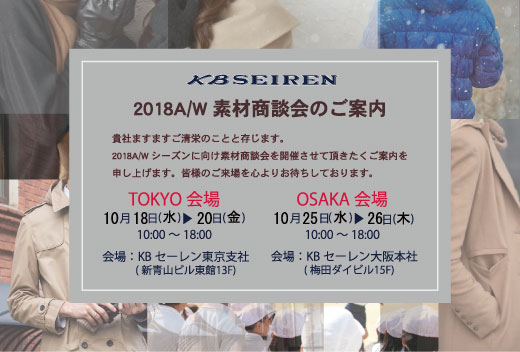 KBSEIREN
2018A/W 素材商談会のご案内
貴社ますますご清栄のことと存じます。
2018A/W シーズンに向け素材商談会を開催させて頂きたくご案内を
申し上げます。皆様のご来場を心よりお待ちしております。
TOKYO 会場
10月18日(水)▶20日(金)
10:00 〜 18:00
会場：KB セーレン東京支社
(新青山ビル東館13F)
OSAKA 会場
10月25日(水)▶26日(木)
10:00 〜 18:00
会場：KB セーレン大阪本社
(梅田ダイビル15F)